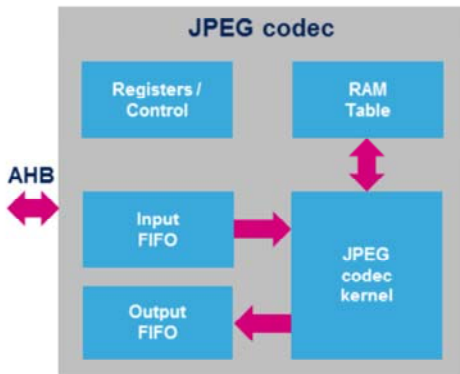 JPEG codec
Registers /
Control
RAM
Table
AHB
Input
FIFO
JPEG
codec
kernel
Output
FIFO